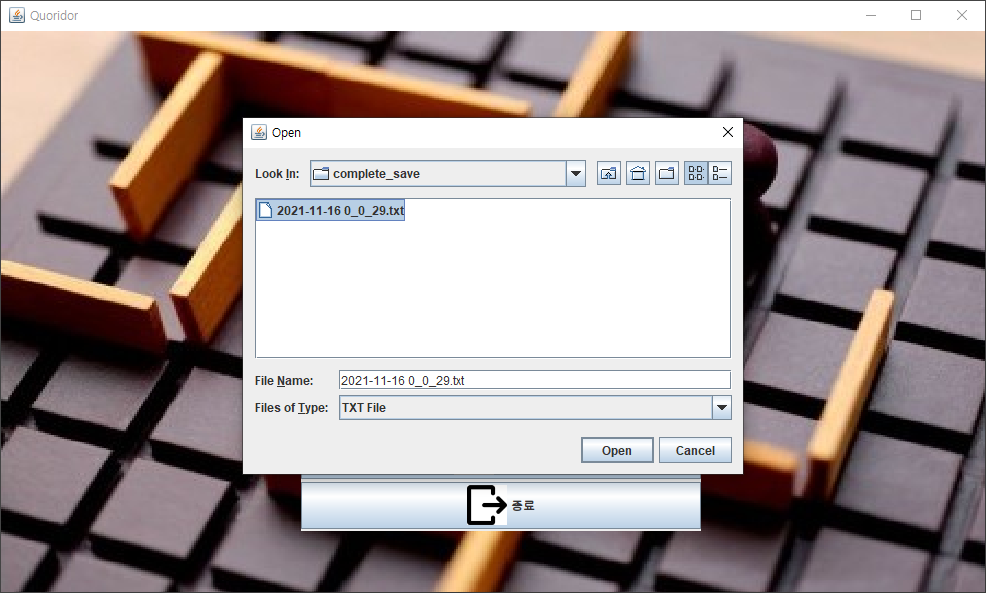 Quoridor
Open
Look In: complete_save
2021-11-16 0_0_29.txt
File Name: 2021-11-16 0_0_29.txt
Files of Type: TXT File
Open Cancel
종료